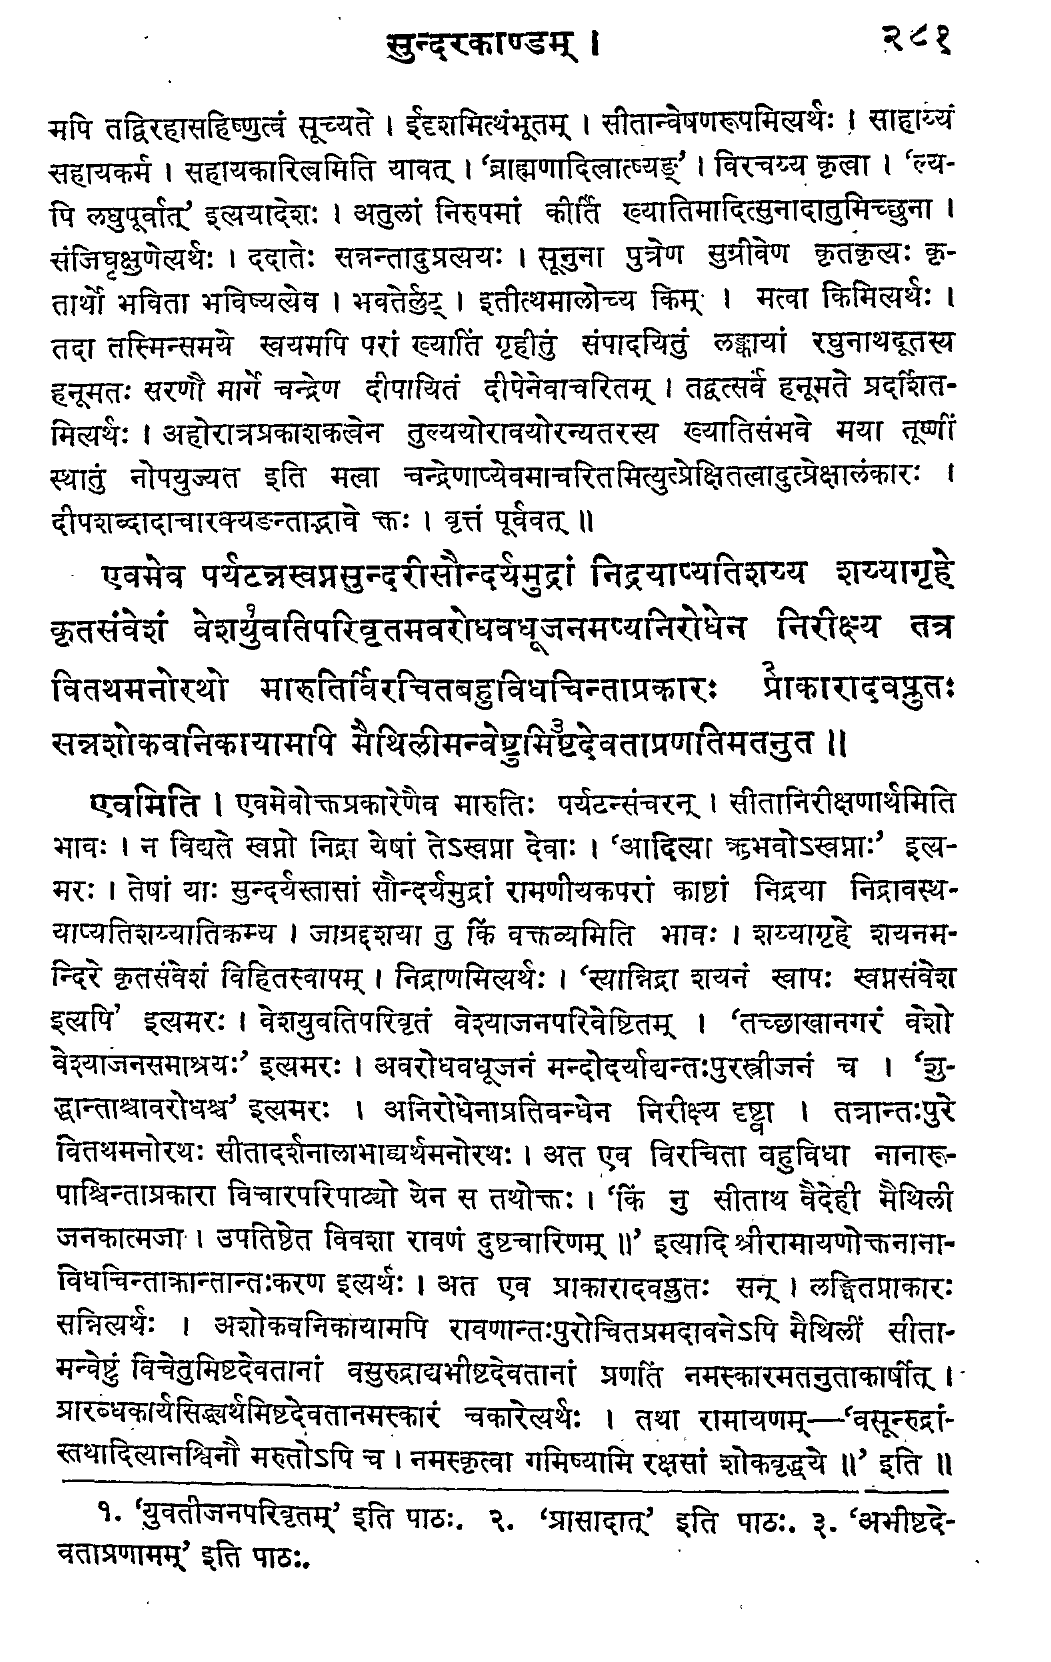 सुन्दरकाण्डम् । २८१
मपि तद्विरहासहिष्णुत्वं सूच्यते । ईदृशमित्थंभूतम् । सीतान्वेषणरूपमित्यर्थः । साहाय्यं
सहायकर्म । सहायकारित्वमिति यावत् । ‘ब्राह्मणादित्वात्ष्यङ्’ । विरचय्य कृत्वा । ‘ल्य-
पि लघुपूर्वात्’ इत्ययादेशः । अतुलां निरुपमां कीर्तिं ख्यातिमादित्सुनादातुमिच्छुना ।
संजिघृक्षुणेत्यर्थः । ददातेः सन्नन्तादुप्रत्ययः । सूनुना पुत्रेण सुग्रीवेण कृतकृत्यः कृ-
तार्थो भविता भविष्यत्येव । भवतेर्लुट् । इतीत्थमालोच्य किम् । मत्वा किमित्यर्थः ।
तदा तस्मिन्समये स्वयमपि परां ख्यातिं गृहीतुं संपादयितुं लङ्कायां रघुनाथदूतस्य
हनूमतः सरणौ मार्गे चन्द्रेण दीपायितं दीपेनेवाचरितम् । तद्वत्सर्वं हनूमते प्रदर्शित-
मित्यर्थः । अहोरात्रप्रकाशकत्वेन तुल्ययोरावयोरन्यतरस्य ख्यातिसंभवे मया तूष्णीं
स्थातुं नोपयुज्यत इति मत्वा चन्द्रेणाप्येवमाचरितमित्युत्प्रेक्षितत्वादुत्प्रेक्षालंकारः ।
दीपशब्दादाचारक्यङन्ताद्भावे क्तः । वृत्तं पूर्ववत् ॥
एवमेव पर्यटन्नस्वप्नसुन्दरीसौन्दर्यमुद्रां निद्रयाप्यतिशय्य शय्यागृहे
कृतसंवेशं वेशयु१वतिपरिवृतमवरोधवधूजनमप्यनिरोधेन निरीक्ष्य तत्र
वितथमनोरथो मारुतिर्विरचितबहुविधचिन्ताप्रकारः प्रा२कारादवप्लुतः
सन्नशोकवनिकायामपि मैथिलीमन्वेष्टुमि३ष्टदेवताप्रणतिमतनुत ॥
एवमिति । एवमेवोक्तप्रकारेणैव मारुतिः पर्यटन्संचरन् । सीतानिरीक्षणार्थमिति
भावः । न विद्यते स्वप्नो निद्रा येषां तेऽस्वप्ना देवाः । ‘आदित्या ऋभवोऽस्वप्नाः’ इत्य-
मरः । तेषां याः सुन्दर्यस्तासां सौन्दर्यमुद्रां रामणीयकपरां काष्ठां निद्रया निद्रावस्थ-
याप्यतिशय्यातिक्रम्य । जाग्रद्दशया तु किं वक्तव्यमिति भावः । शय्यागृहे शयनम-
न्दिरे कृतसंवेशं विहितस्वापम् । निद्राणमित्यर्थः । ‘स्यान्निद्रा शयनं स्वापः स्वप्नसंवेश
इत्यपि’ इत्यमरः । वेशयुवतिपरिवृतं वेश्याजनपरिवेष्टितम् । ‘तच्छाखानगरं वेशो
वेश्याजनसमाश्रयः’ इत्यमरः । अवरोधवधूजनं मन्दोदर्याद्यन्तःपुरस्त्रीजनं च । ‘शु-
द्धान्ताश्चावरोधश्च’ इत्यमरः । अनिरोधेनाप्रतिबन्धेन निरीक्ष्य दृष्ट्वा । तत्रान्तःपुरे
वितथमनोरथः सीतादर्शनालाभाद्व्यर्थमनोरथः । अत एव विरचिता बहुविधा नानारू-
पाश्चिन्ताप्रकारा विचारपरिपाट्यो येन स तथोक्तः । ‘किं नु सीताथ वैदेही मैथिली
जनकात्मजा । उपतिष्ठेत विवशा रावणं दुष्टचारिणम् ॥’ इत्यादि श्रीरामायणोक्तनाना-
विधचिन्ताक्रान्तान्तःकरण इत्यर्थः । अत एव प्राकारादवप्लुतः सन् । लङ्घितप्राकारः
सन्नित्यर्थः । अशोकवनिकायामपि रावणान्तःपुरोचितप्रमदावनेऽपि मैथिलीं सीता-
मन्वेष्टुं विचेतुमिष्टदेवतानां वसुरुद्राद्यभीष्टदेवतानां प्रणतिं नमस्कारमतनुताकार्षीत् ।
प्रारब्धकार्यसिद्ध्यर्थमिष्टदेवतानमस्कारं चकारेत्यर्थः । तथा रामायणम्—‘वसून्रुद्रां-
स्तथादित्यानश्विनौ मरुतोऽपि च । नमस्कृत्वा गमिष्यामि रक्षसां शोकवृद्धये ॥’ इति ॥
१. ‘युवतीजनपरिवृतम्’ इति पाठः. २. ‘प्रासादात्’ इति पाठः. ३. ‘अभीष्टदे-
वताप्रणामम्’ इति पाठः.